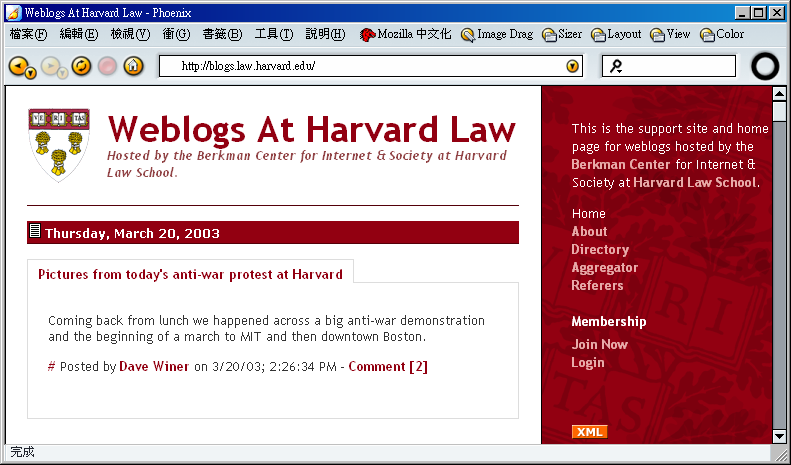 Weblogs At Harvard Law - Phoenix
檔案(F) 編輯(E) 檢視(V) 衝(G) 書籤(B) 工具(T) 說明(H) Mozilla 中文化 Image Drag Sizer Layout View Color
http://blogs.law.harvard.edu/
VE RI TAS
Weblogs At Harvard Law
Hosted by the Berkman Center for Internet & Society at Harvard
Law School.
Thursday, March 20, 2003
Pictures from today's anti-war protest at Harvard
Coming back from lunch we happened across a big anti-war demonstration
and the beginning of a march to MIT and then downtown Boston.
# Posted by Dave Winer on 3/20/03; 2:26:34 PM - Comment [2]
This is the support site and home
page for weblogs hosted by the
Berkman Center for Internet &
Society at Harvard Law School.
Home
About
Directory
Aggregator
Referers
Membership
Join Now
Login
XML
完成